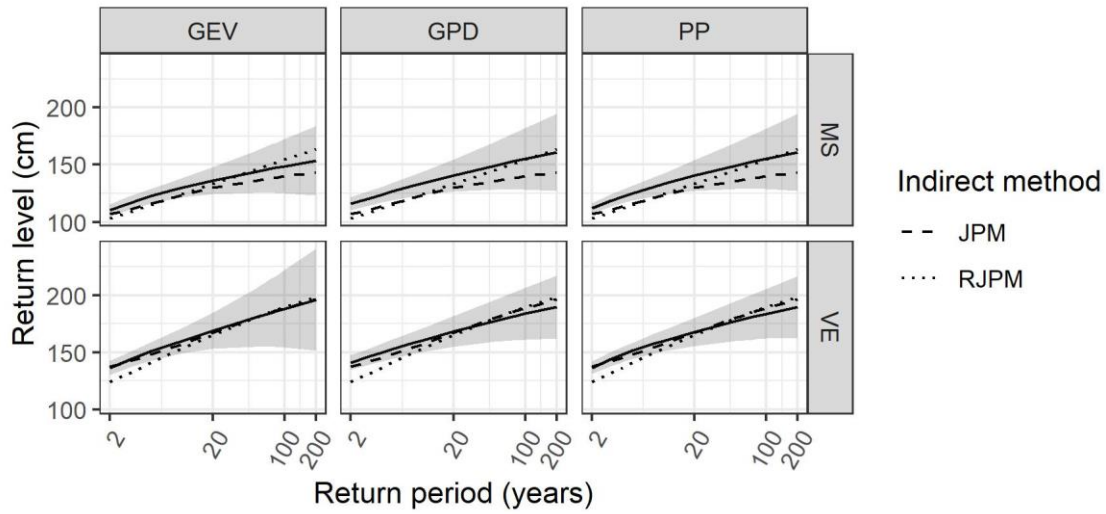 GEV GPD PP
Return level (cm)
200
150
100
MS
200
150
100
VE
2 20 100 200 2 20 100 200 2 20 100 200
Return period (years)
Indirect method
JPM
RJPM